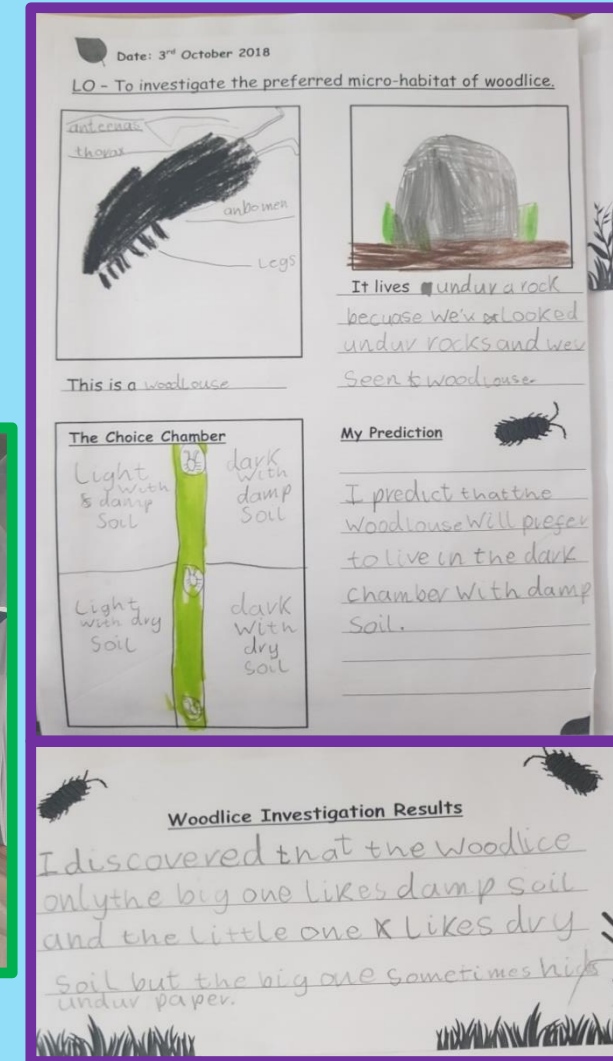 Date: 3rd October 2018
LO - To investigate the preferred micro-habitat of woodlice.
antennas
thorax
anbomen
Legs
This is a woodlouse
It lives undur a rock
becuase we'v looked
undur rocks and wev
Seen woodlouse
The Choice Chamber
Light
with
damp
Soil
dark
with
damp
Soil
Light
with dry
Soil
dark
with
dry
Soil
My Prediction
I predict that the
Woodlouse Will prefer
to live in the dark
chamber with damp
Soil.
Woodlice Investigation Results
I discovered that the Woodlice
only the big one Likes damp soil
and the Little one Likes dry
Soil but the big one sometimes hids
undur paper.